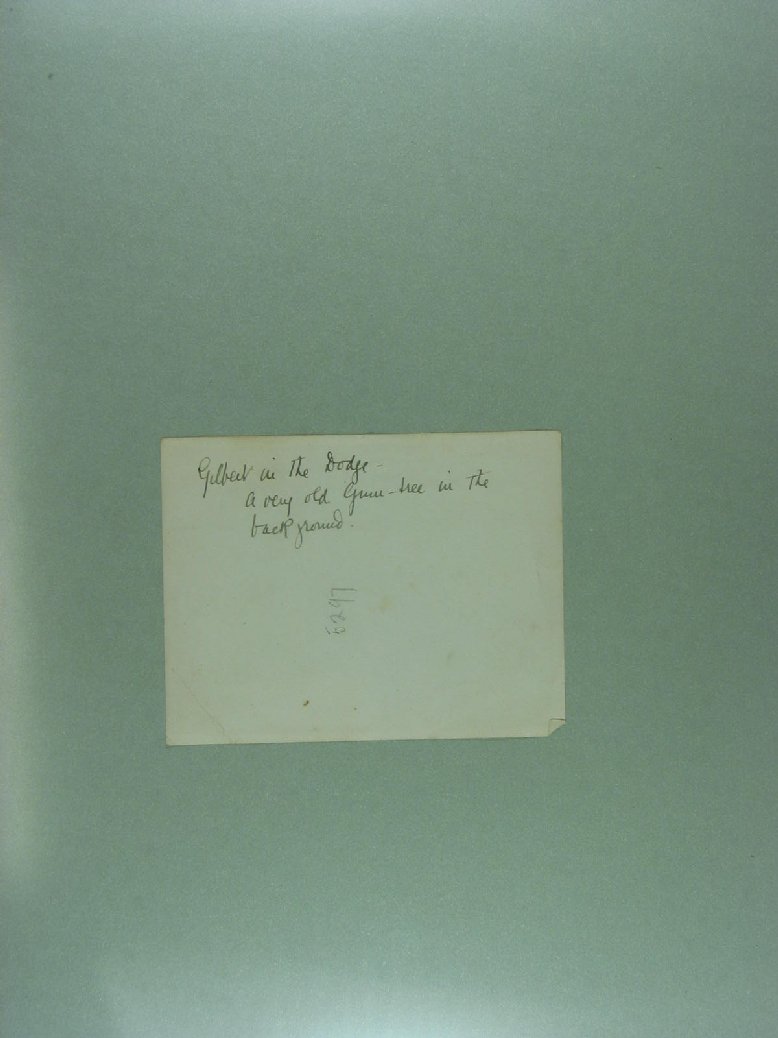 Gilbert in the Dodge -
A very old Gum-tree in the
background.
6297